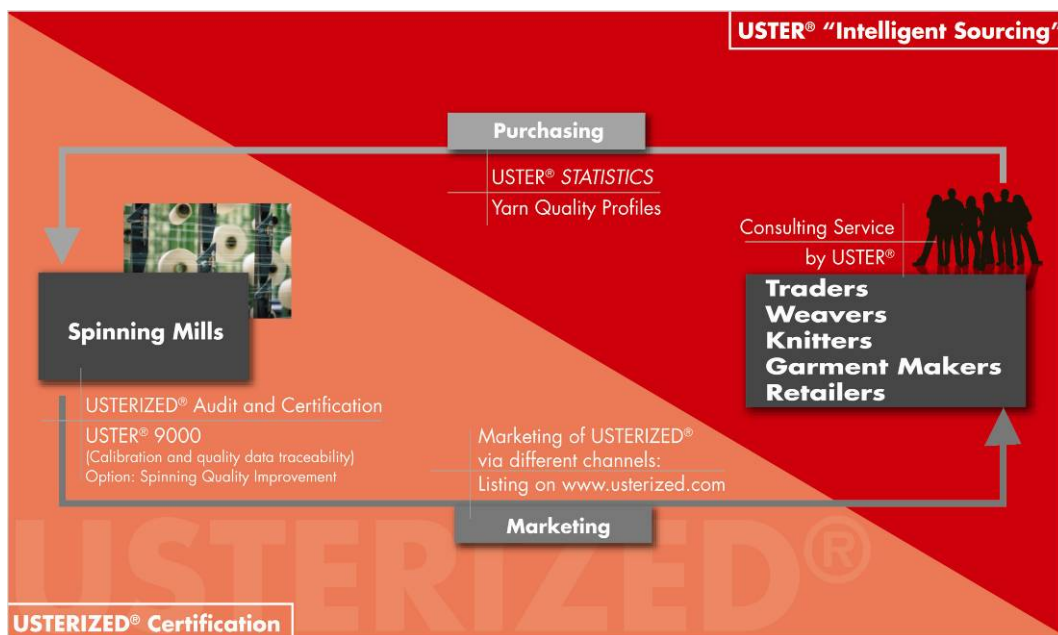 USTER® “Intelligent Sourcing”
Purchasing
USTER® STATISTICS
Yarn Quality Profiles
Consulting Service
by USTER®
Traders
Weavers
Knitters
Garment Makers
Retailers
Spinning Mills
USTERIZED® Audit and Certification
USTER® 9000
(Calibration and quality data traceability)
Option: Spinning Quality Improvement
Marketing of USTERIZED®
via different channels:
Listing on www.usterized.com
Marketing
USTERIZED®
USTERIZED® Certification